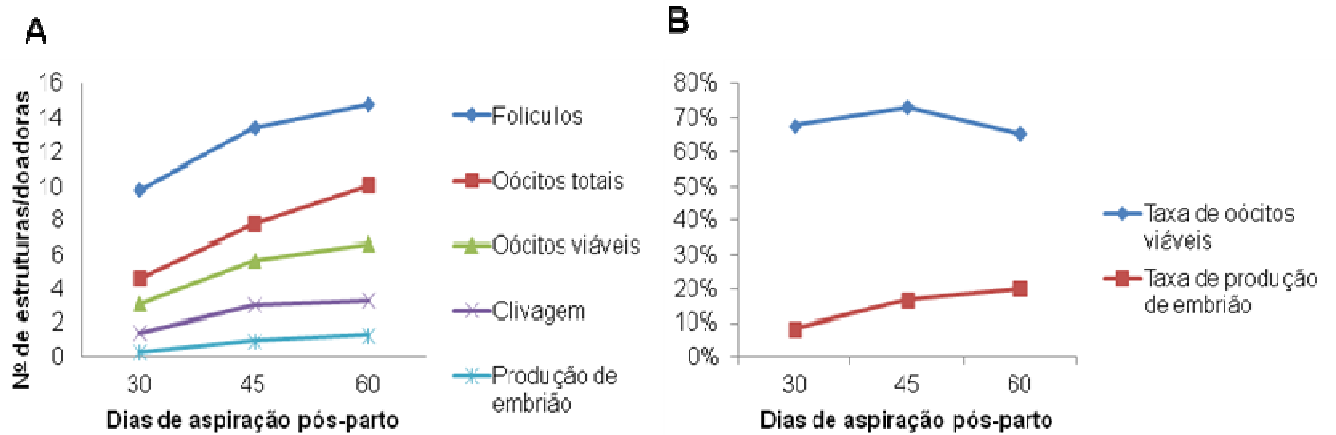 A
Nº de estruturas/doadoras
16
14
12
10
8
6
4
2
0
30 45 60
Dias de aspiração pós-parto
Folículos
Oócitos totais
Oócitos viáveis
Clivagem
Produção de
embrião
B
80%
70%
60%
50%
40%
30%
20%
10%
0%
30 45 60
Dias de aspiração pós-parto
Taxa de oócitos
viáveis
Taxa de produção
de embrião